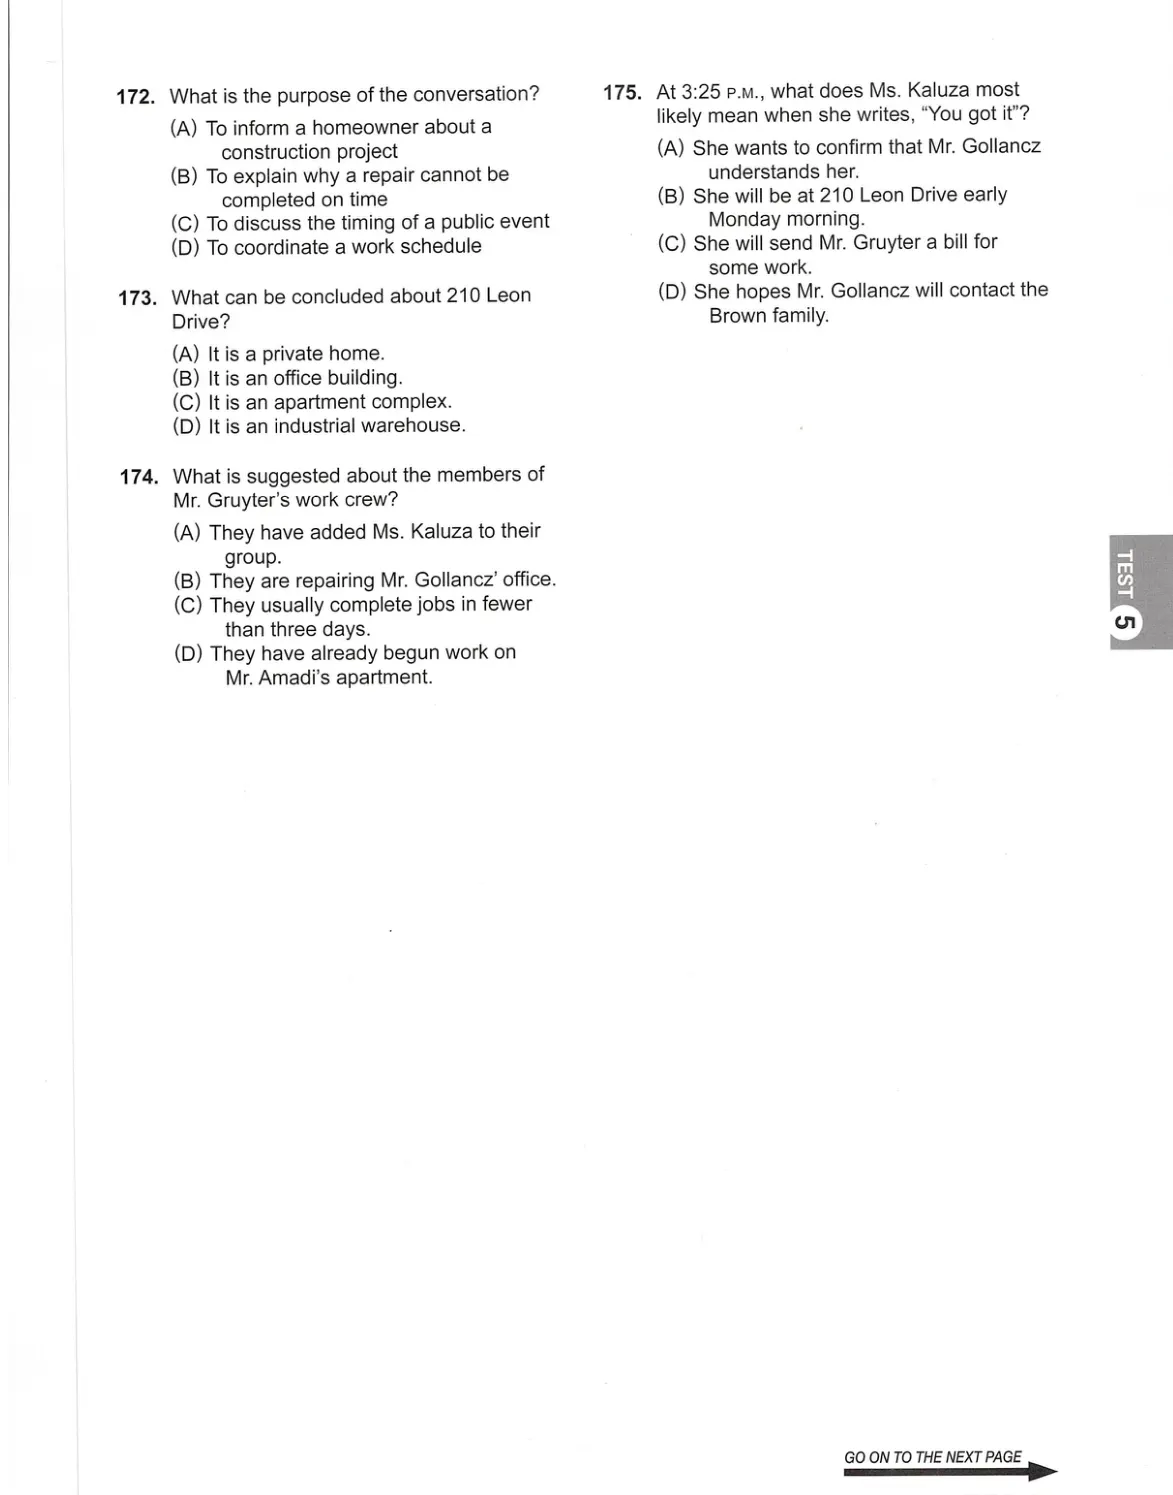 172. What is the purpose of the conversation?
(A) To inform a homeowner about a
construction project
(B) To explain why a repair cannot be
completed on time
(C) To discuss the timing of a public event
(D) To coordinate a work schedule
173. What can be concluded about 210 Leon
Drive?
(A) It is a private home.
(B) It is an office building.
(C) It is an apartment complex.
(D) It is an industrial warehouse.
174. What is suggested about the members of
Mr. Gruyter's work crew?
(A) They have added Ms. Kaluza to their
group.
(B) They are repairing Mr. Gollancz' office.
(C) They usually complete jobs in fewer
than three days.
(D) They have already begun work on
Mr. Amadi's apartment.
175. At 3:25 P.M., what does Ms. Kaluza most
likely mean when she writes, "You got it"?
(A) She wants to confirm that Mr. Gollancz
understands her.
(B) She will be at 210 Leon Drive early
Monday morning.
(C) She will send Mr. Gruyter a bill for
some work.
(D) She hopes Mr. Gollancz will contact the
Brown family.
TEST 5
GO ON TO THE NEXT PAGE